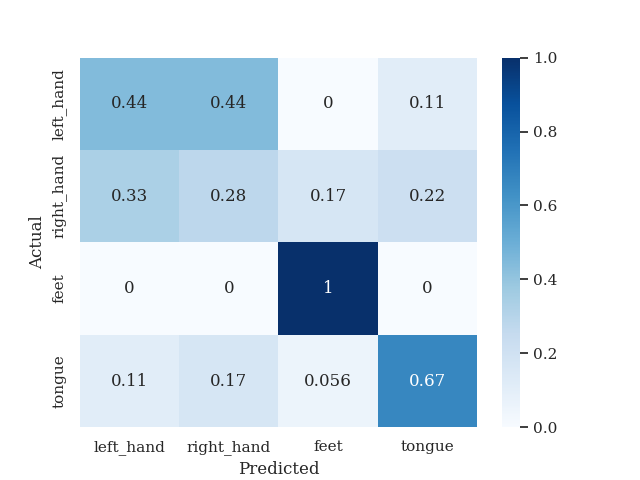 Actual
left_hand 0.44 0.44 0 0.11
right_hand 0.33 0.28 0.17 0.22
feet 0 0 1 0
tongue 0.11 0.17 0.056 0.67
left_hand right_hand feet tongue
Predicted
1.0
0.8
0.6
0.4
0.2
0.0